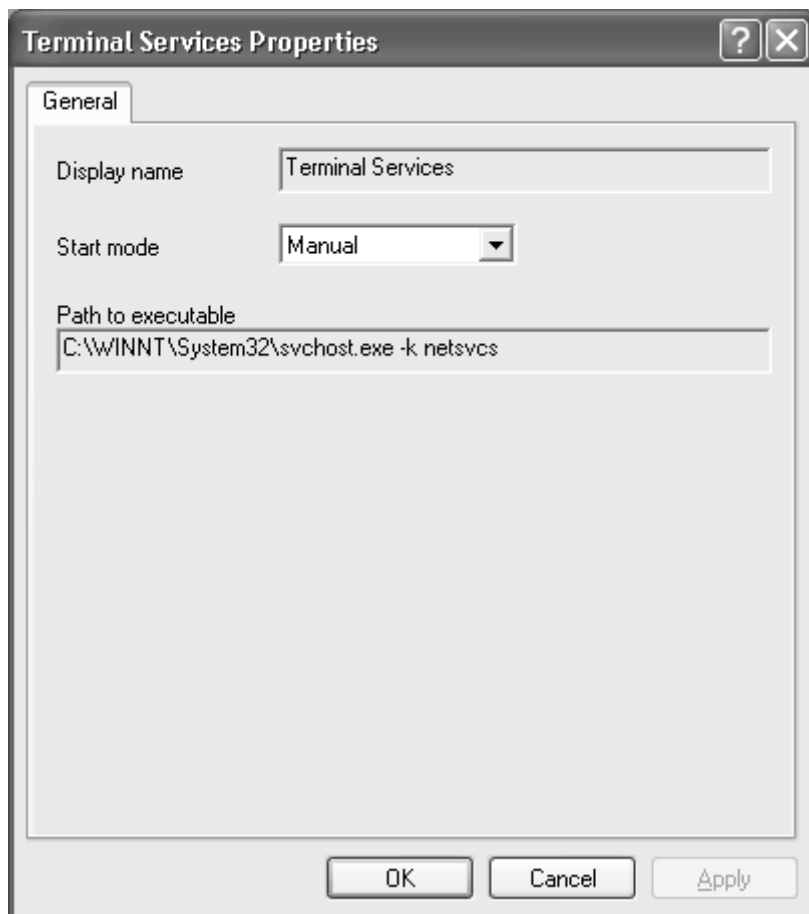 Terminal Services Properties
General
Display name Terminal Services
Start mode Manual
Path to executable
C:\WINNT\System32\svchost.exe -k netsvcs
OK Cancel Apply